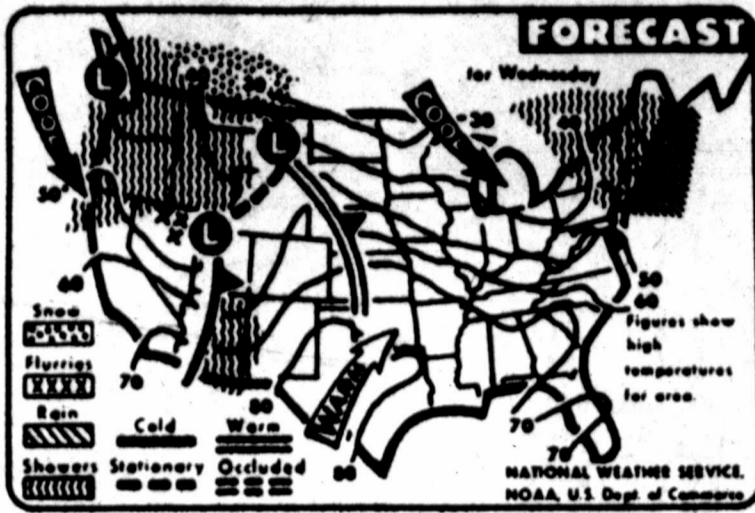 FORECAST
for Wednesday
COOL
COOL
30
50°
60
50
60
Figures show
high
temperatures
for area.
Snow
Flurries
Rain
Showers
70
80
Cold
Warm
Stationary
Occluded
WARM
80
70
70
L
L
L
NATIONAL WEATHER SERVICE,
NOAA, U.S. Dept. of Commerce